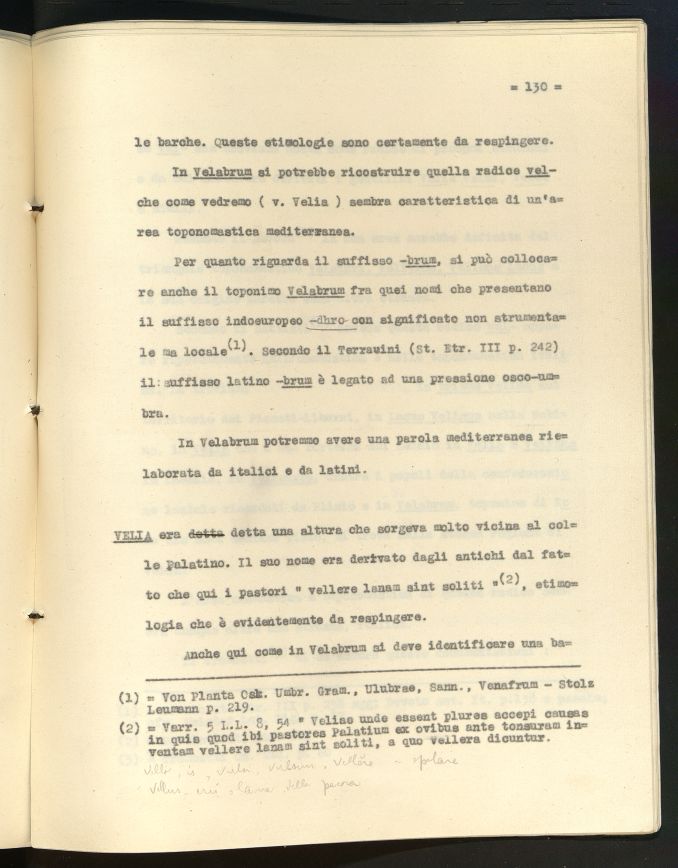 = 130 =
le barche. Queste etimologie sono certamente da respingere.
In Velabrum si potrebbe ricostruire quella radice vel-
che come vedremo ( v. Velia ) sembra caratteristica di un'a=
rea toponomastica mediterranea.
Per quanto riguarda il suffisso -brum, si può colloca=
re anche il toponimo Velabrum fra quei nomi che presentano
il suffisso indoeuropeo -dhro- con significato non strumenta=
le ma locale(1). Secondo il Terravini (St. Etr. III p. 242)
il:suffisso latino -brum è legato ad una pressione osco-um=
bra.
In Velabrum potremmo avere una parola mediterranea rie=
laborata da italici e da latini.
VELIA era detta detta una altura che sorgeva molto vicina al col=
le Palatino. Il suo nome era derivato dagli antichi dal fat=
to che qui i pastori " vellere lanam sint soliti "(2), etimo=
logia che è evidentemente da respingere.
Anche qui come in Velabrum si deve identificare una ba=
(1) = Von Planta Osk. Umbr. Gram., Ulubrae, Sann., Venafrum - Stolz
Leumann p. 219.
(2) = Varr. 5 L.L. 8, 54 " Velias unde essent plures accepi causas
in quis quod ibi pastores Palatium ex ovibus ante tonsuram in=
ventam vellere lanam sint soliti, a quo vellera dicuntur.
vello, is, vulsum
lana della pecora